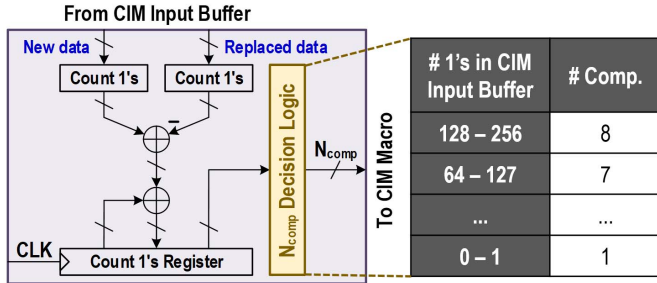 From CIM Input Buffer
New data
Replaced data
Count 1's
Count 1's
–
N_comp Decision Logic
N_comp
To CIM Macro
CLK
Count 1's Register
# 1's in CIM Input Buffer
# Comp.
128 – 256
8
64 – 127
7
...
...
0 – 1
1